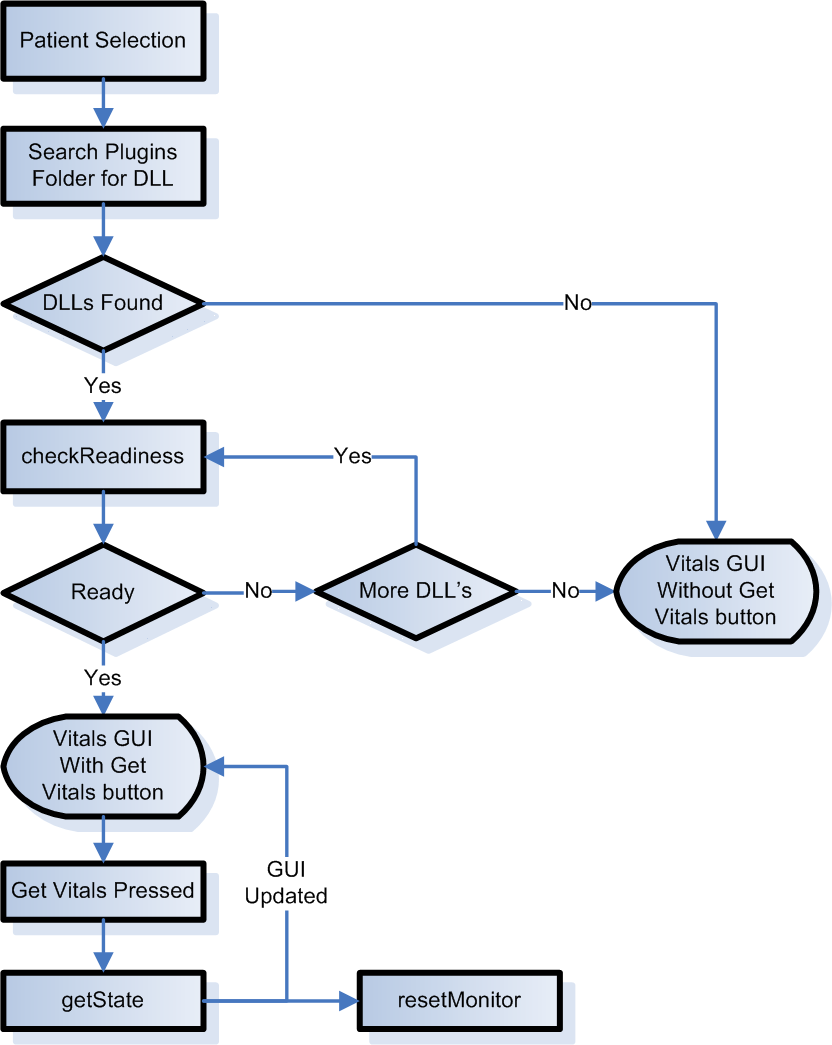 Patient Selection
Search Plugins
Folder for DLL
DLLs Found
No
Yes
checkReadiness
Yes
Ready
No
More DLL's
No
Vitals GUI
Without Get
Vitals button
Yes
Vitals GUI
With Get
Vitals button
GUI
Updated
Get Vitals Pressed
getState
resetMonitor